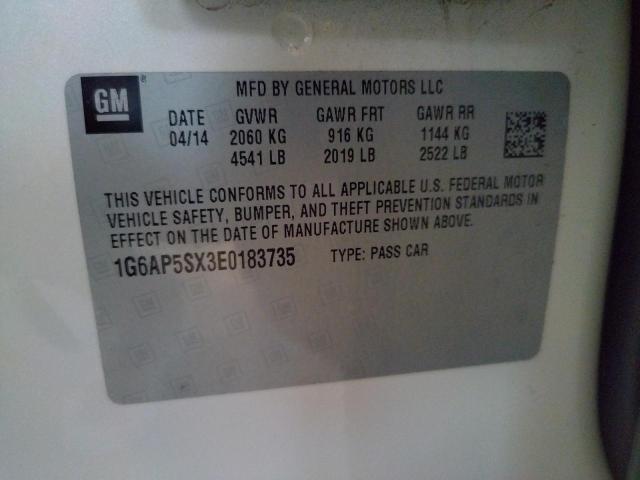 GM®
MFD BY GENERAL MOTORS LLC
DATE GVWR GAWR FRT GAWR RR
04/14 2060 KG 916 KG 1144 KG
4541 LB 2019 LB 2522 LB
THIS VEHICLE CONFORMS TO ALL APPLICABLE U.S. FEDERAL MOTOR
VEHICLE SAFETY, BUMPER, AND THEFT PREVENTION STANDARDS IN
EFFECT ON THE DATE OF MANUFACTURE SHOWN ABOVE.
1G6AP5SX3E0183735 TYPE: PASS CAR